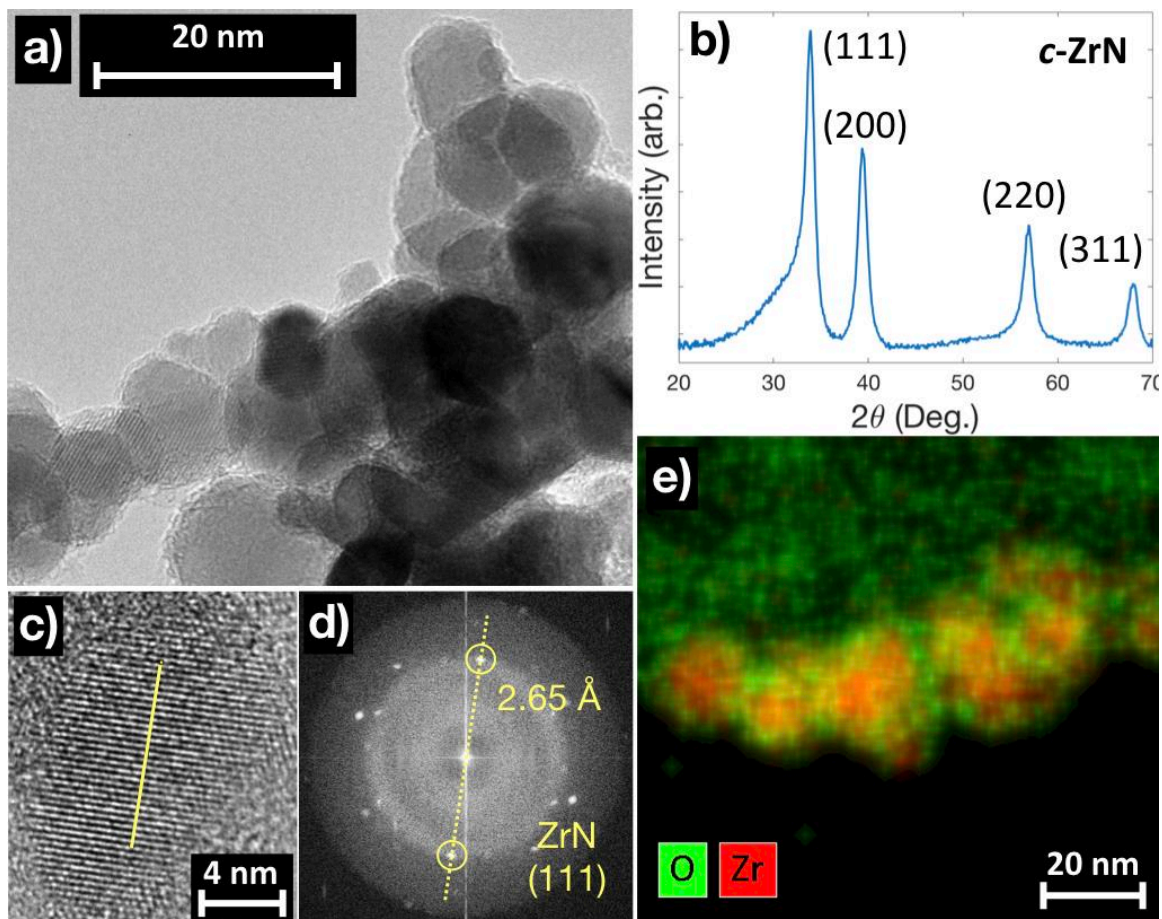 a)
20 nm
b)
c-ZrN
(111)
(200)
(220)
(311)
Intensity (arb.)
20 30 40 50 60 70
2θ (Deg.)
c)
4 nm
d)
2.65 Å
ZrN
(111)
e)
O Zr
20 nm